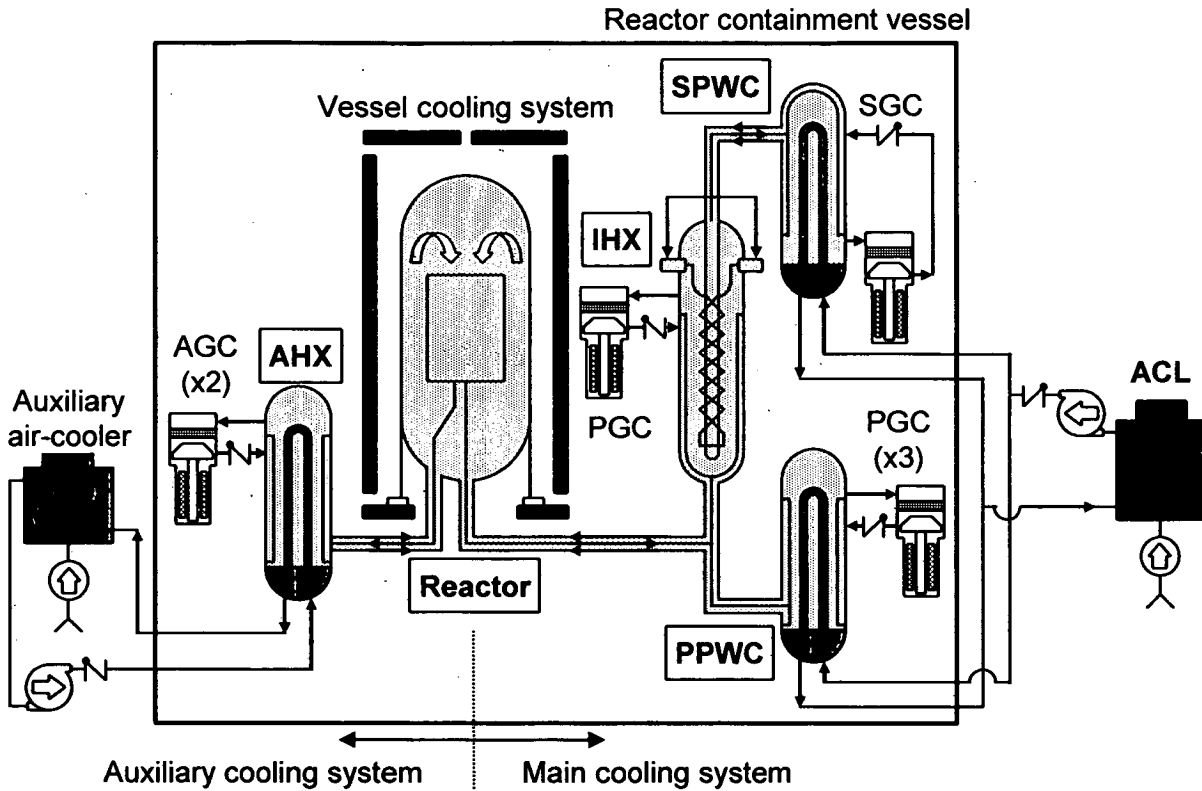 Reactor containment vessel
SPWC
SGC
Vessel cooling system
IHX
AGC
(x2)
AHX
ACL
Auxiliary
air-cooler
PGC
PGC
(x3)
Reactor
PPWC
Auxiliary cooling system
Main cooling system